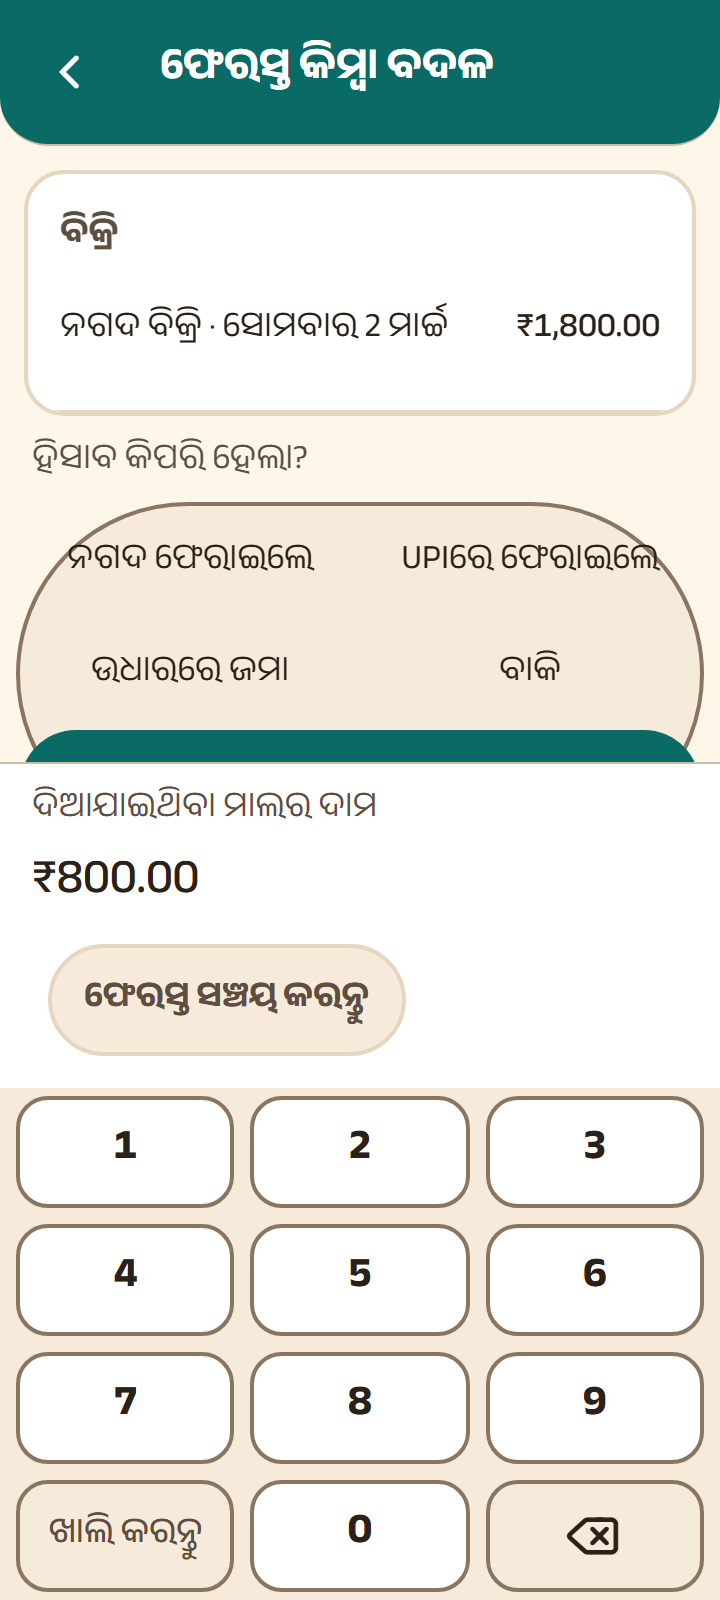 ଫେରସ୍ତ କିମ୍ବା ବଦଳ
ବିକ୍ରି
ନଗଦ ବିକ୍ରି · ସୋମବାର 2 ମାର୍ଚ୍ଚ ₹1,800.00
ହିସାବ କିପରି ହେଲା?
ନଗଦ ଫେରାଇଲେ UPIରେ ଫେରାଇଲେ
ଉଧାରରେ ଜମା ବାକି
ଦିଆଯାଇଥିବା ମାଲର ଦାମ
₹800.00
ଫେରସ୍ତ ସଞ୍ଚୟ କରନ୍ତୁ
1 2 3
4 5 6
7 8 9
ଖାଲି କରନ୍ତୁ 0